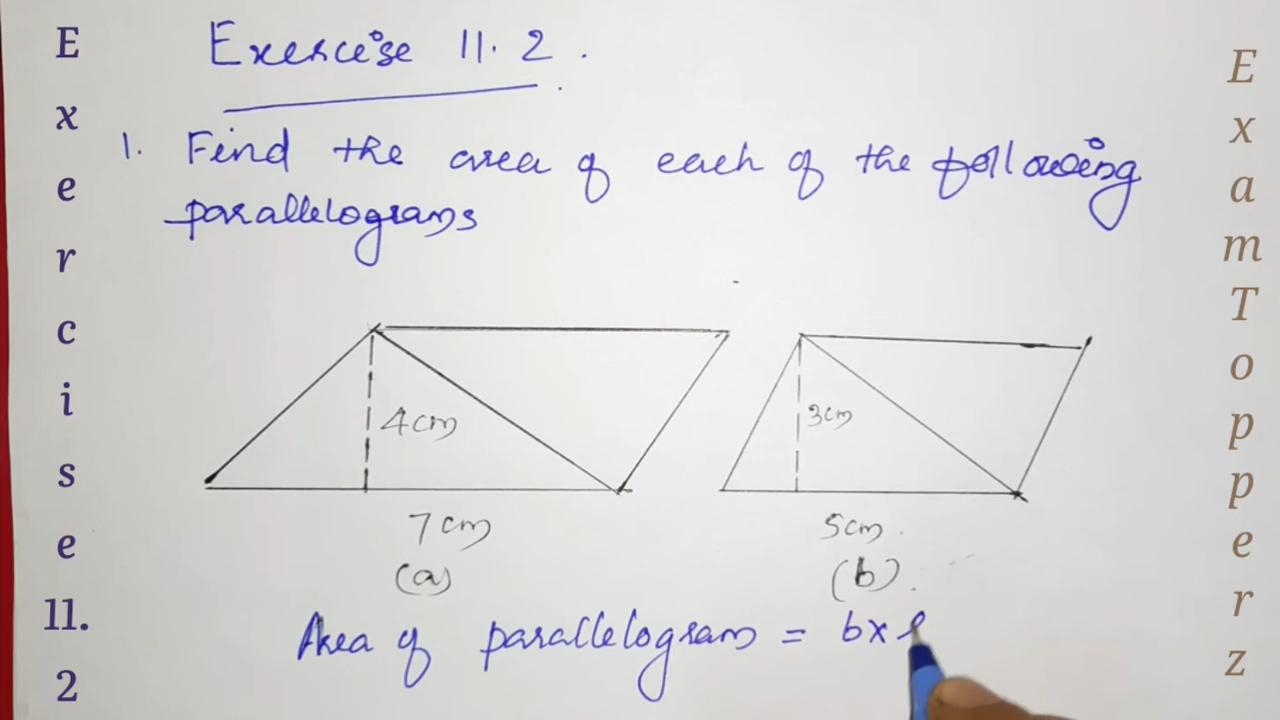 E
x
e
r
c
i
s
e
11.
2
Exercise 11.2.
1. Find the area of each of the following
parallelograms
4cm
7cm
(a)
3cm
5cm.
(b).
Area of parallelogram = b×
E
x
a
m
T
o
p
p
e
r
z